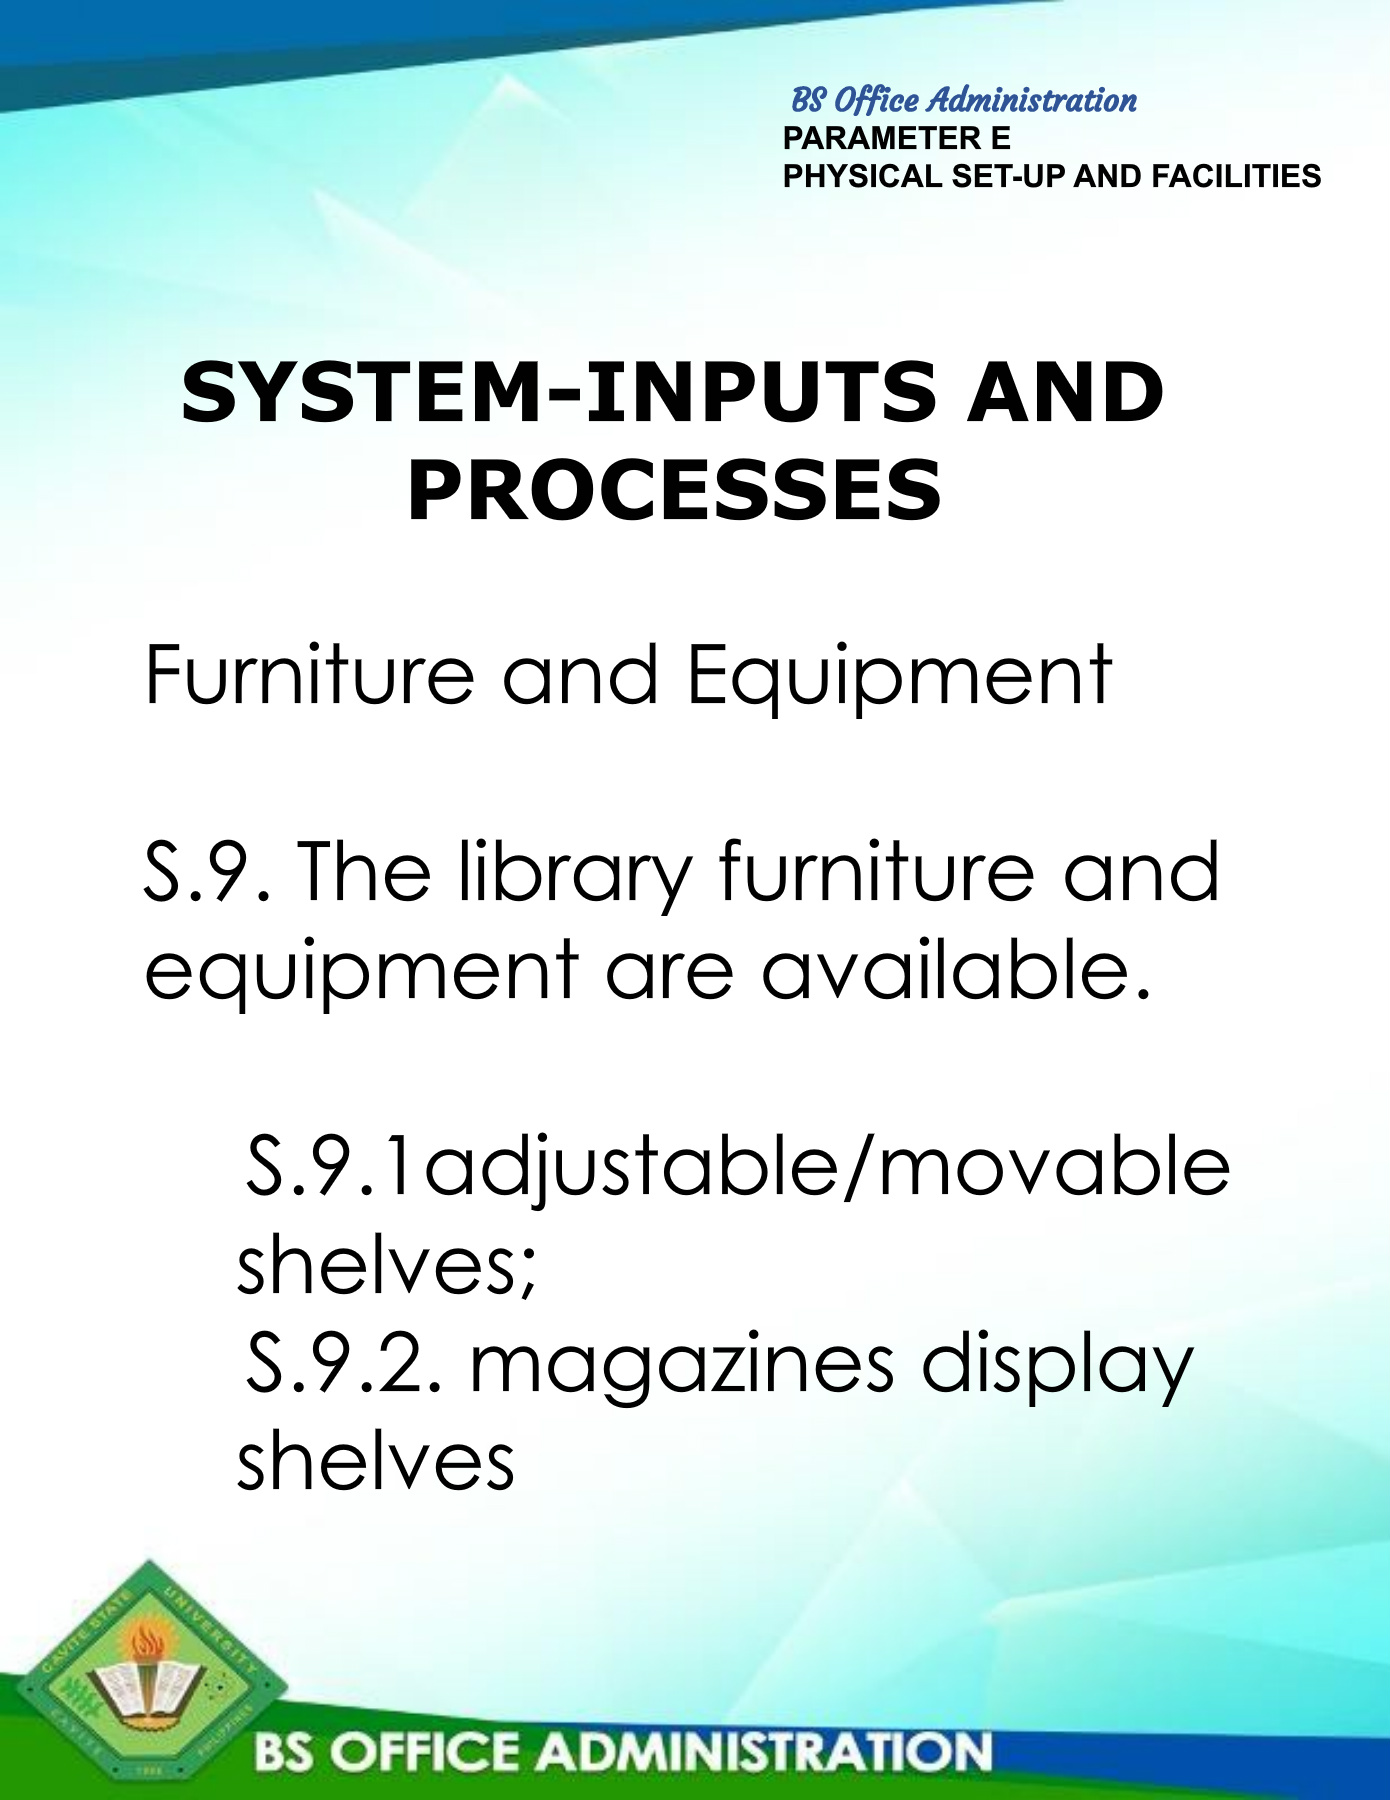 BS Office Administration
PARAMETER E
PHYSICAL SET-UP AND FACILITIES
SYSTEM-INPUTS AND
PROCESSES
Furniture and Equipment
S.9. The library furniture and
equipment are available.
S.9.1adjustable/movable
shelves;
S.9.2. magazines display
shelves
CAVITE STATE UNIVERSITY
CAVITE
PHILIPPINES
1906
BS OFFICE ADMINISTRATION